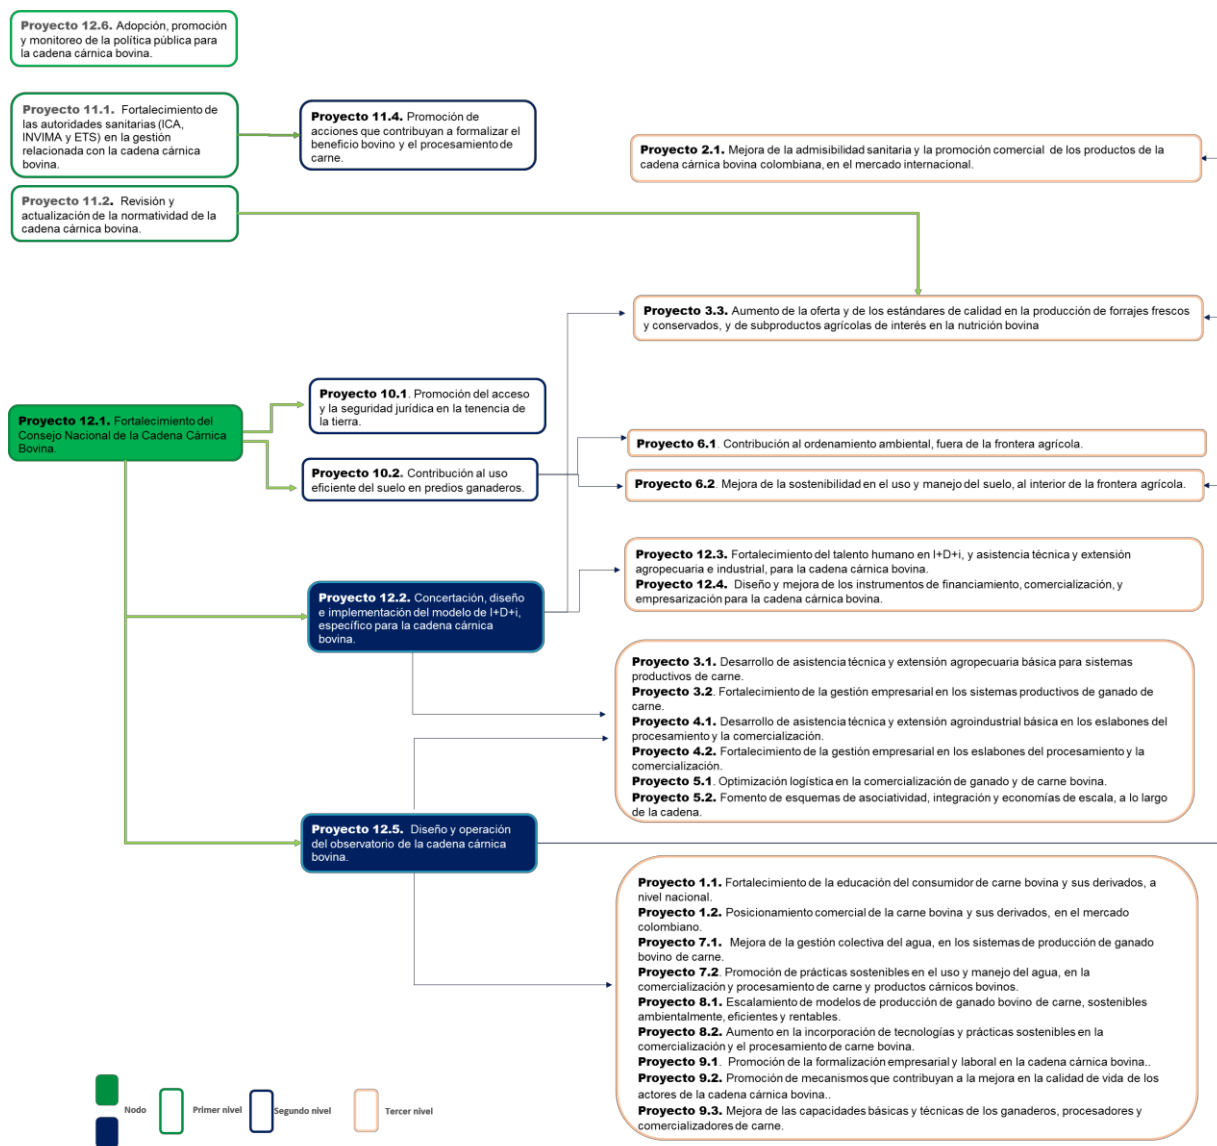 Proyecto 12.6. Adopción, promoción
y monitoreo de la política pública para
la cadena cárnica bovina.
Proyecto 11.1. Fortalecimiento de
las autoridades sanitarias (ICA,
INVIMA y ETS) en la gestión
relacionada con la cadena cárnica
bovina.
Proyecto 11.4. Promoción de
acciones que contribuyan a formalizar el
beneficio bovino y el procesamiento de
carne.
Proyecto 2.1. Mejora de la admisibilidad sanitaria y la promoción comercial de los productos de la
cadena cárnica bovina colombiana, en el mercado internacional.
Proyecto 11.2. Revisión y
actualización de la normatividad de la
cadena cárnica bovina.
Proyecto 3.3. Aumento de la oferta y de los estándares de calidad en la producción de forrajes frescos
y conservados, y de subproductos agrícolas de interés en la nutrición bovina
Proyecto 10.1. Promoción del acceso
y la seguridad jurídica en la tenencia de
la tierra.
Proyecto 12.1. Fortalecimiento del
Consejo Nacional de la Cadena Cárnica
Bovina.
Proyecto 10.2. Contribución al uso
eficiente del suelo en predios ganaderos.
Proyecto 6.1. Contribución al ordenamiento ambiental, fuera de la frontera agrícola.
Proyecto 6.2. Mejora de la sostenibilidad en el uso y manejo del suelo, al interior de la frontera agrícola.
Proyecto 12.2. Concertación, diseño
e implementación del modelo de I+D+i,
específico para la cadena cárnica
bovina.
Proyecto 12.3. Fortalecimiento del talento humano en I+D+i, y asistencia técnica y extensión
agropecuaria e industrial, para la cadena cárnica bovina.
Proyecto 12.4. Diseño y mejora de los instrumentos de financiamiento, comercialización, y
empresarización para la cadena cárnica bovina.
Proyecto 3.1. Desarrollo de asistencia técnica y extensión agropecuaria básica para sistemas
productivos de carne.
Proyecto 3.2. Fortalecimiento de la gestión empresarial en los sistemas productivos de ganado de
carne.
Proyecto 4.1. Desarrollo de asistencia técnica y extensión agroindustrial básica en los eslabones del
procesamiento y la comercialización.
Proyecto 4.2. Fortalecimiento de la gestión empresarial en los eslabones del procesamiento y la
comercialización.
Proyecto 5.1. Optimización logística en la comercialización de ganado y de carne bovina.
Proyecto 5.2. Fomento de esquemas de asociatividad, integración y economías de escala, a lo largo
de la cadena.
Proyecto 12.5. Diseño y operación
del observatorio de la cadena cárnica
bovina.
Proyecto 1.1. Fortalecimiento de la educación del consumidor de carne bovina y sus derivados, a
nivel nacional.
Proyecto 1.2. Posicionamiento comercial de la carne bovina y sus derivados, en el mercado
colombiano.
Proyecto 7.1. Mejora de la gestión colectiva del agua, en los sistemas de producción de ganado
bovino de carne.
Proyecto 7.2. Promoción de prácticas sostenibles en el uso y manejo del agua, en la
comercialización y procesamiento de carne y productos cárnicos bovinos.
Proyecto 8.1. Escalamiento de modelos de producción de ganado bovino de carne, sostenibles
ambientalmente, eficientes y rentables.
Proyecto 8.2. Aumento en la incorporación de tecnologías y prácticas sostenibles en la
comercialización y el procesamiento de carne bovina.
Proyecto 9.1. Promoción de la formalización empresarial y laboral en la cadena cárnica bovina..
Proyecto 9.2. Promoción de mecanismos que contribuyan a la mejora en la calidad de vida de los
actores de la cadena cárnica bovina..
Proyecto 9.3. Mejora de las capacidades básicas y técnicas de los ganaderos, procesadores y
comercializadores de carne.
Nodo
Primer nivel
Segundo nivel
Tercer nivel